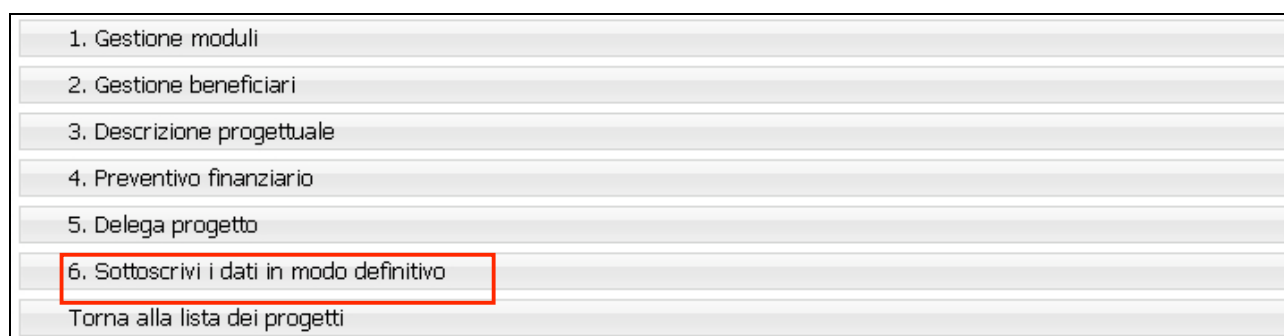 1. Gestione moduli
2. Gestione beneficiari
3. Descrizione progettuale
4. Preventivo finanziario
5. Delega progetto
6. Sottoscrivi i dati in modo definitivo
Torna alla lista dei progetti